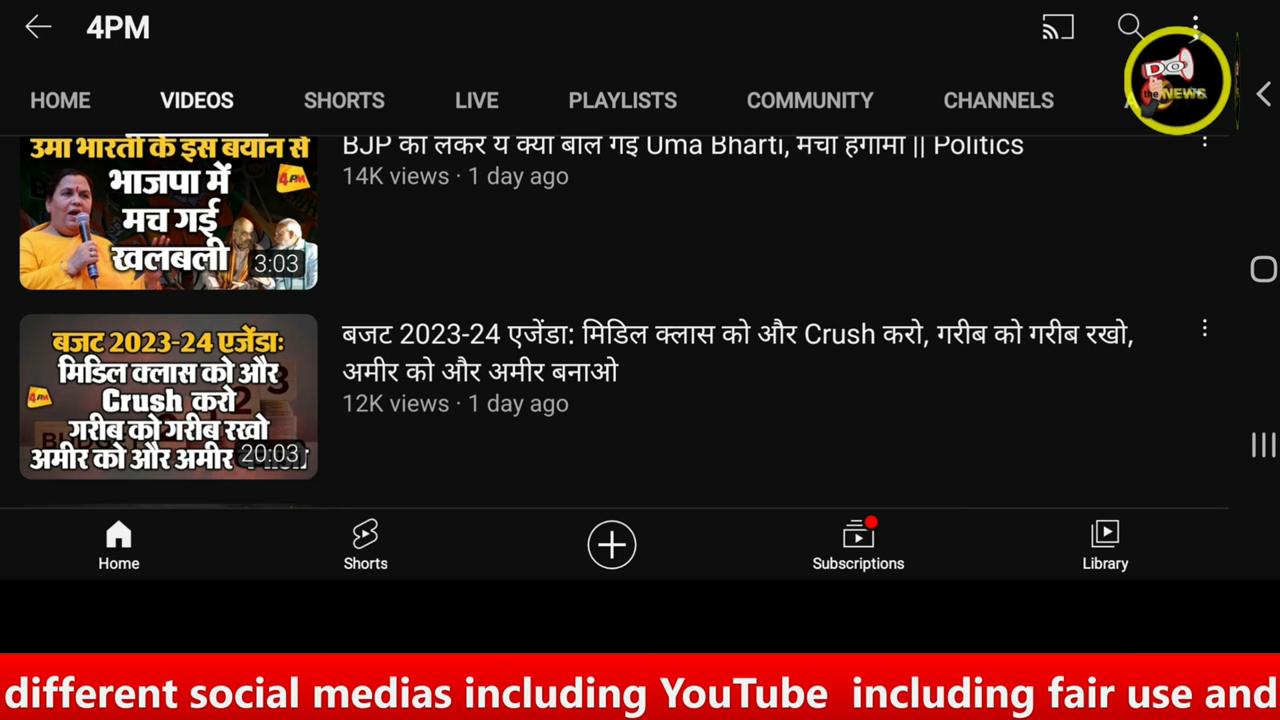 4PM
DO
the NEWS
HOME VIDEOS SHORTS LIVE PLAYLISTS COMMUNITY CHANNELS
उमा भारती के इस बयान से
भाजपा में
4PM
मच गई
खलबली
3:03
BJP को लेकर ये क्या बोल गई Uma Bharti, मचा हंगामा || Politics
14K views · 1 day ago
बजट 2023-24 एजेंडा:
मिडिल क्लास को और
4PM
Crush करो
गरीब को गरीब रखो
अमीर को और अमीर
20:03
बजट 2023-24 एजेंडा: मिडिल क्लास को और Crush करो, गरीब को गरीब रखो,
अमीर को और अमीर बनाओ
12K views · 1 day ago
Home Shorts Subscriptions Library
different social medias including YouTube including fair use and